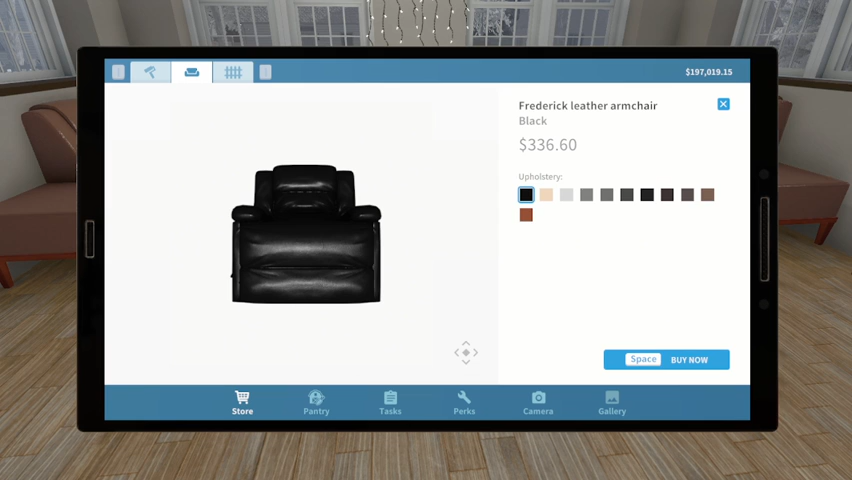 $197,019.15
Frederick leather armchair
Black
$336.60
Upholstery:
Space BUY NOW
Store Pantry Tasks Perks Camera Gallery